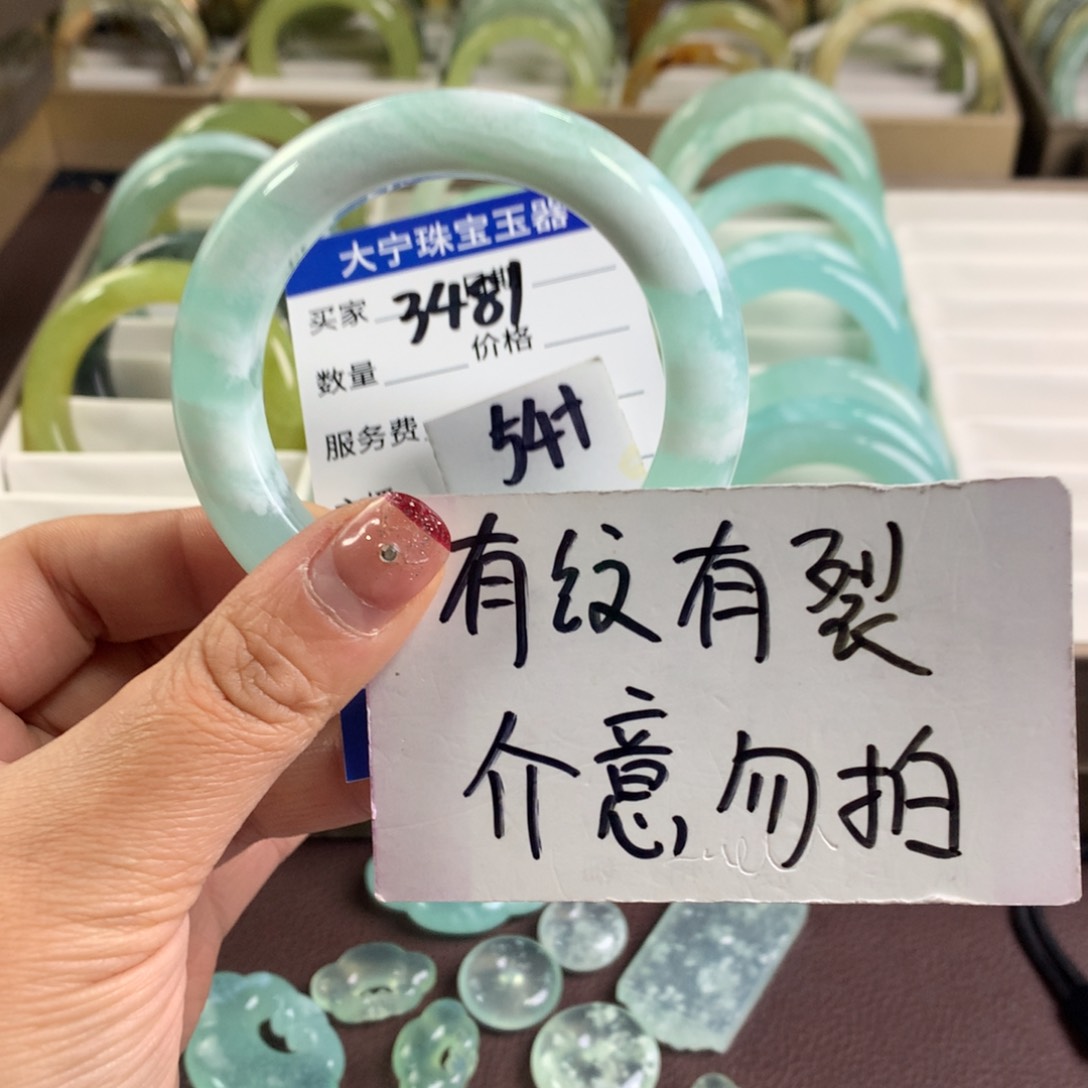 大宁珠宝玉器
买家 3481
数量 价格
服务费
54+
有纹有裂
介意勿拍